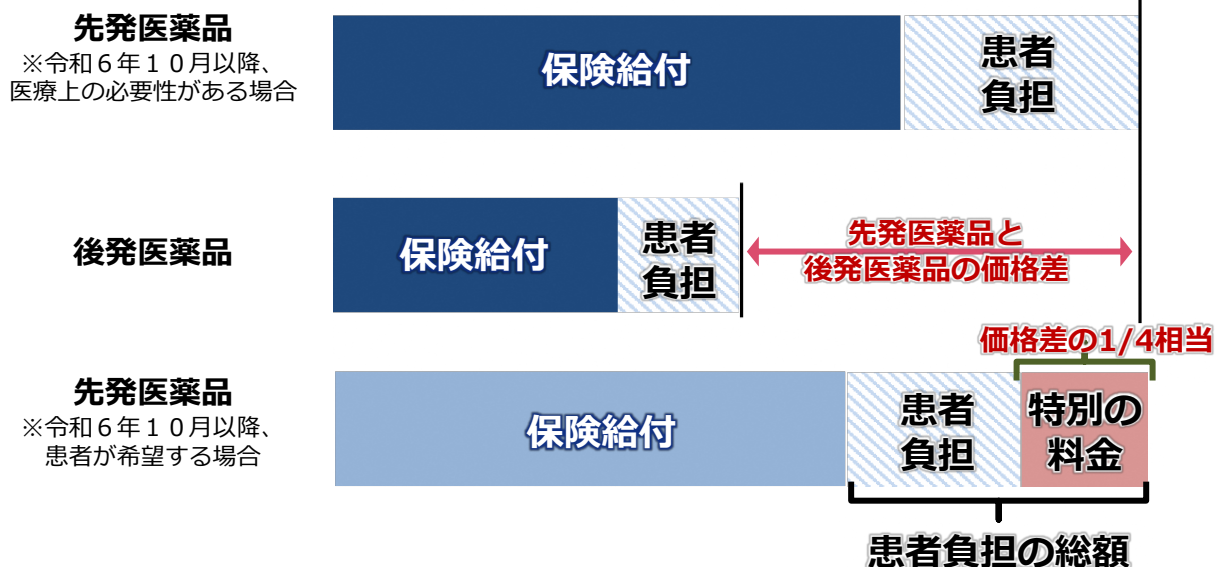 先発医薬品
※令和６年１０月以降、
医療上の必要性がある場合
保険給付
患者
負担
後発医薬品
保険給付
患者
負担
先発医薬品と
後発医薬品の価格差
価格差の1/4相当
先発医薬品
※令和６年１０月以降、
患者が希望する場合
保険給付
患者
負担
特別の
料金
患者負担の総額